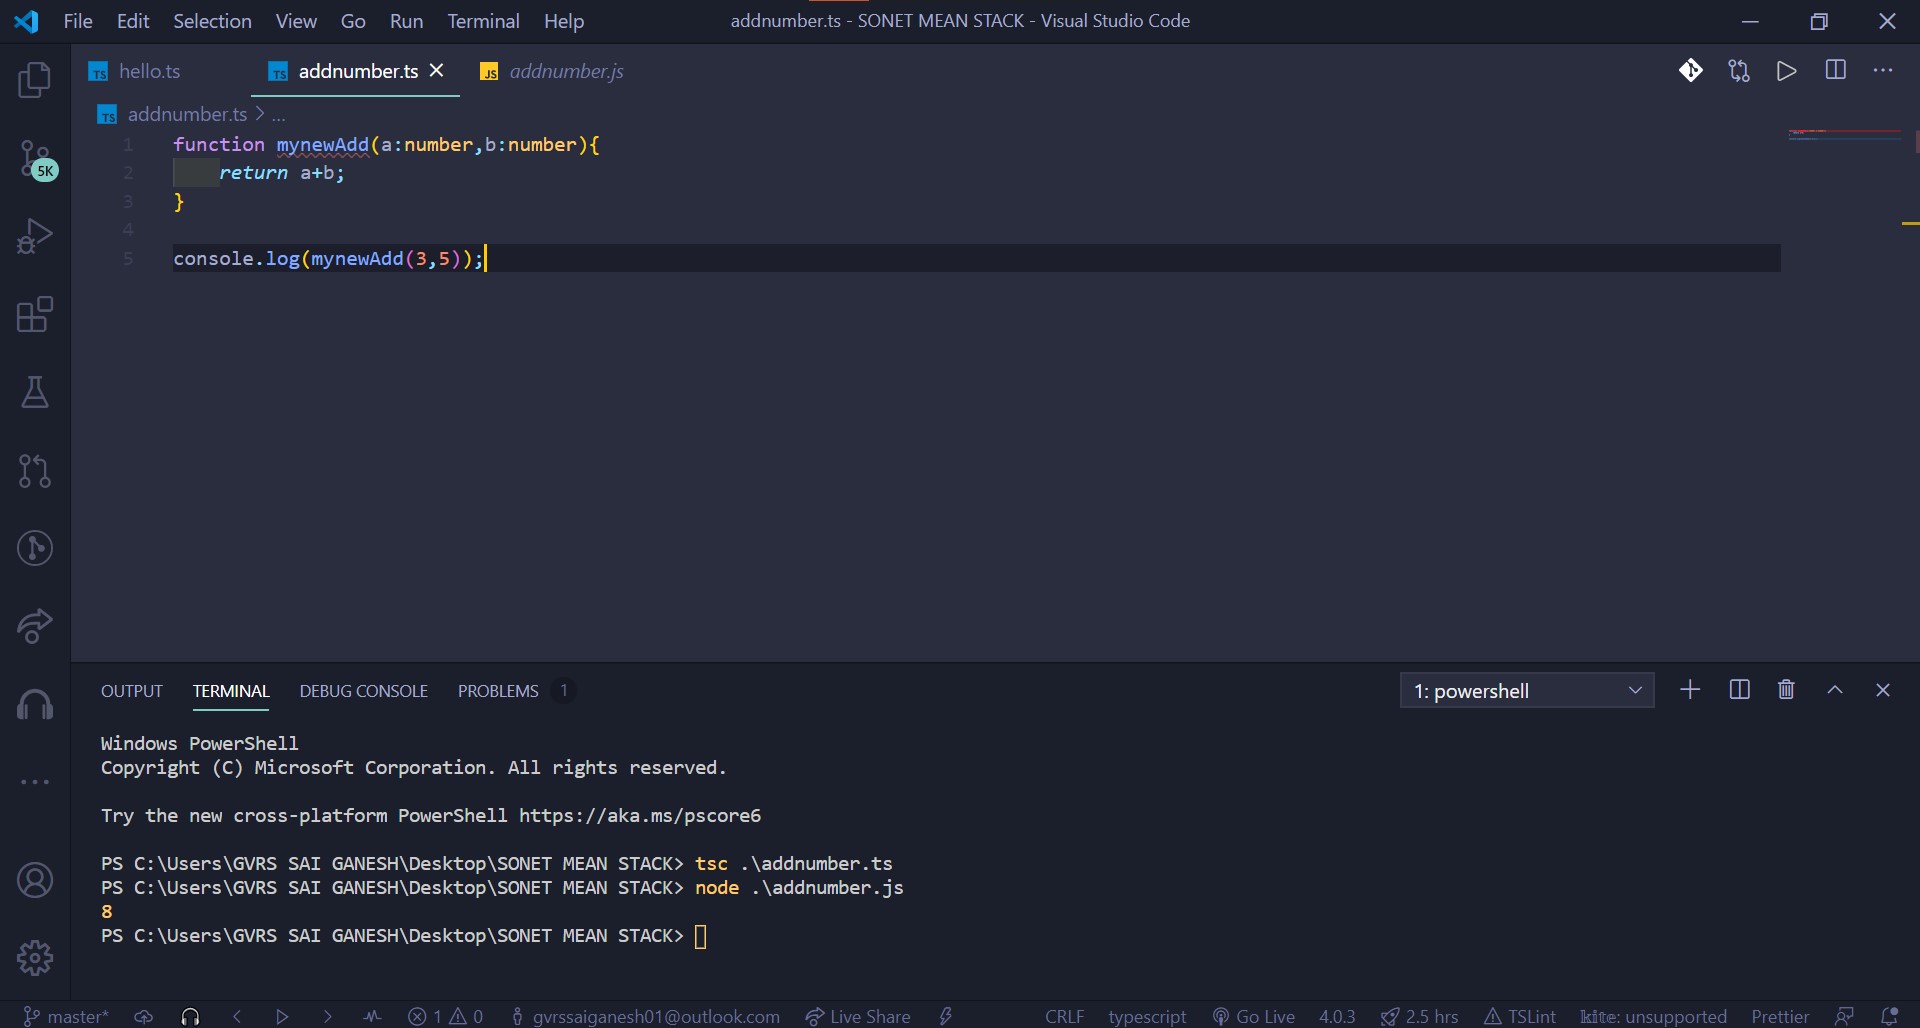 File Edit Selection View Go Run Terminal Help addnumber.ts - SONET MEAN STACK - Visual Studio Code
TS hello.ts TS addnumber.ts JS addnumber.js
TS addnumber.ts > ...
1 function mynewAdd(a:number,b:number){
2 return a+b;
3 }
4
5 console.log(mynewAdd(3,5));
5K
OUTPUT TERMINAL DEBUG CONSOLE PROBLEMS 1 1: powershell
Windows PowerShell
Copyright (C) Microsoft Corporation. All rights reserved.
Try the new cross-platform PowerShell https://aka.ms/pscore6
PS C:\Users\GVRS SAI GANESH\Desktop\SONET MEAN STACK> tsc .\addnumber.ts
PS C:\Users\GVRS SAI GANESH\Desktop\SONET MEAN STACK> node .\addnumber.js
8
PS C:\Users\GVRS SAI GANESH\Desktop\SONET MEAN STACK>
master* 1 0 gvrssaiganesh01@outlook.com Live Share CRLF typescript Go Live 4.0.3 2.5 hrs TSLint kite: unsupported Prettier